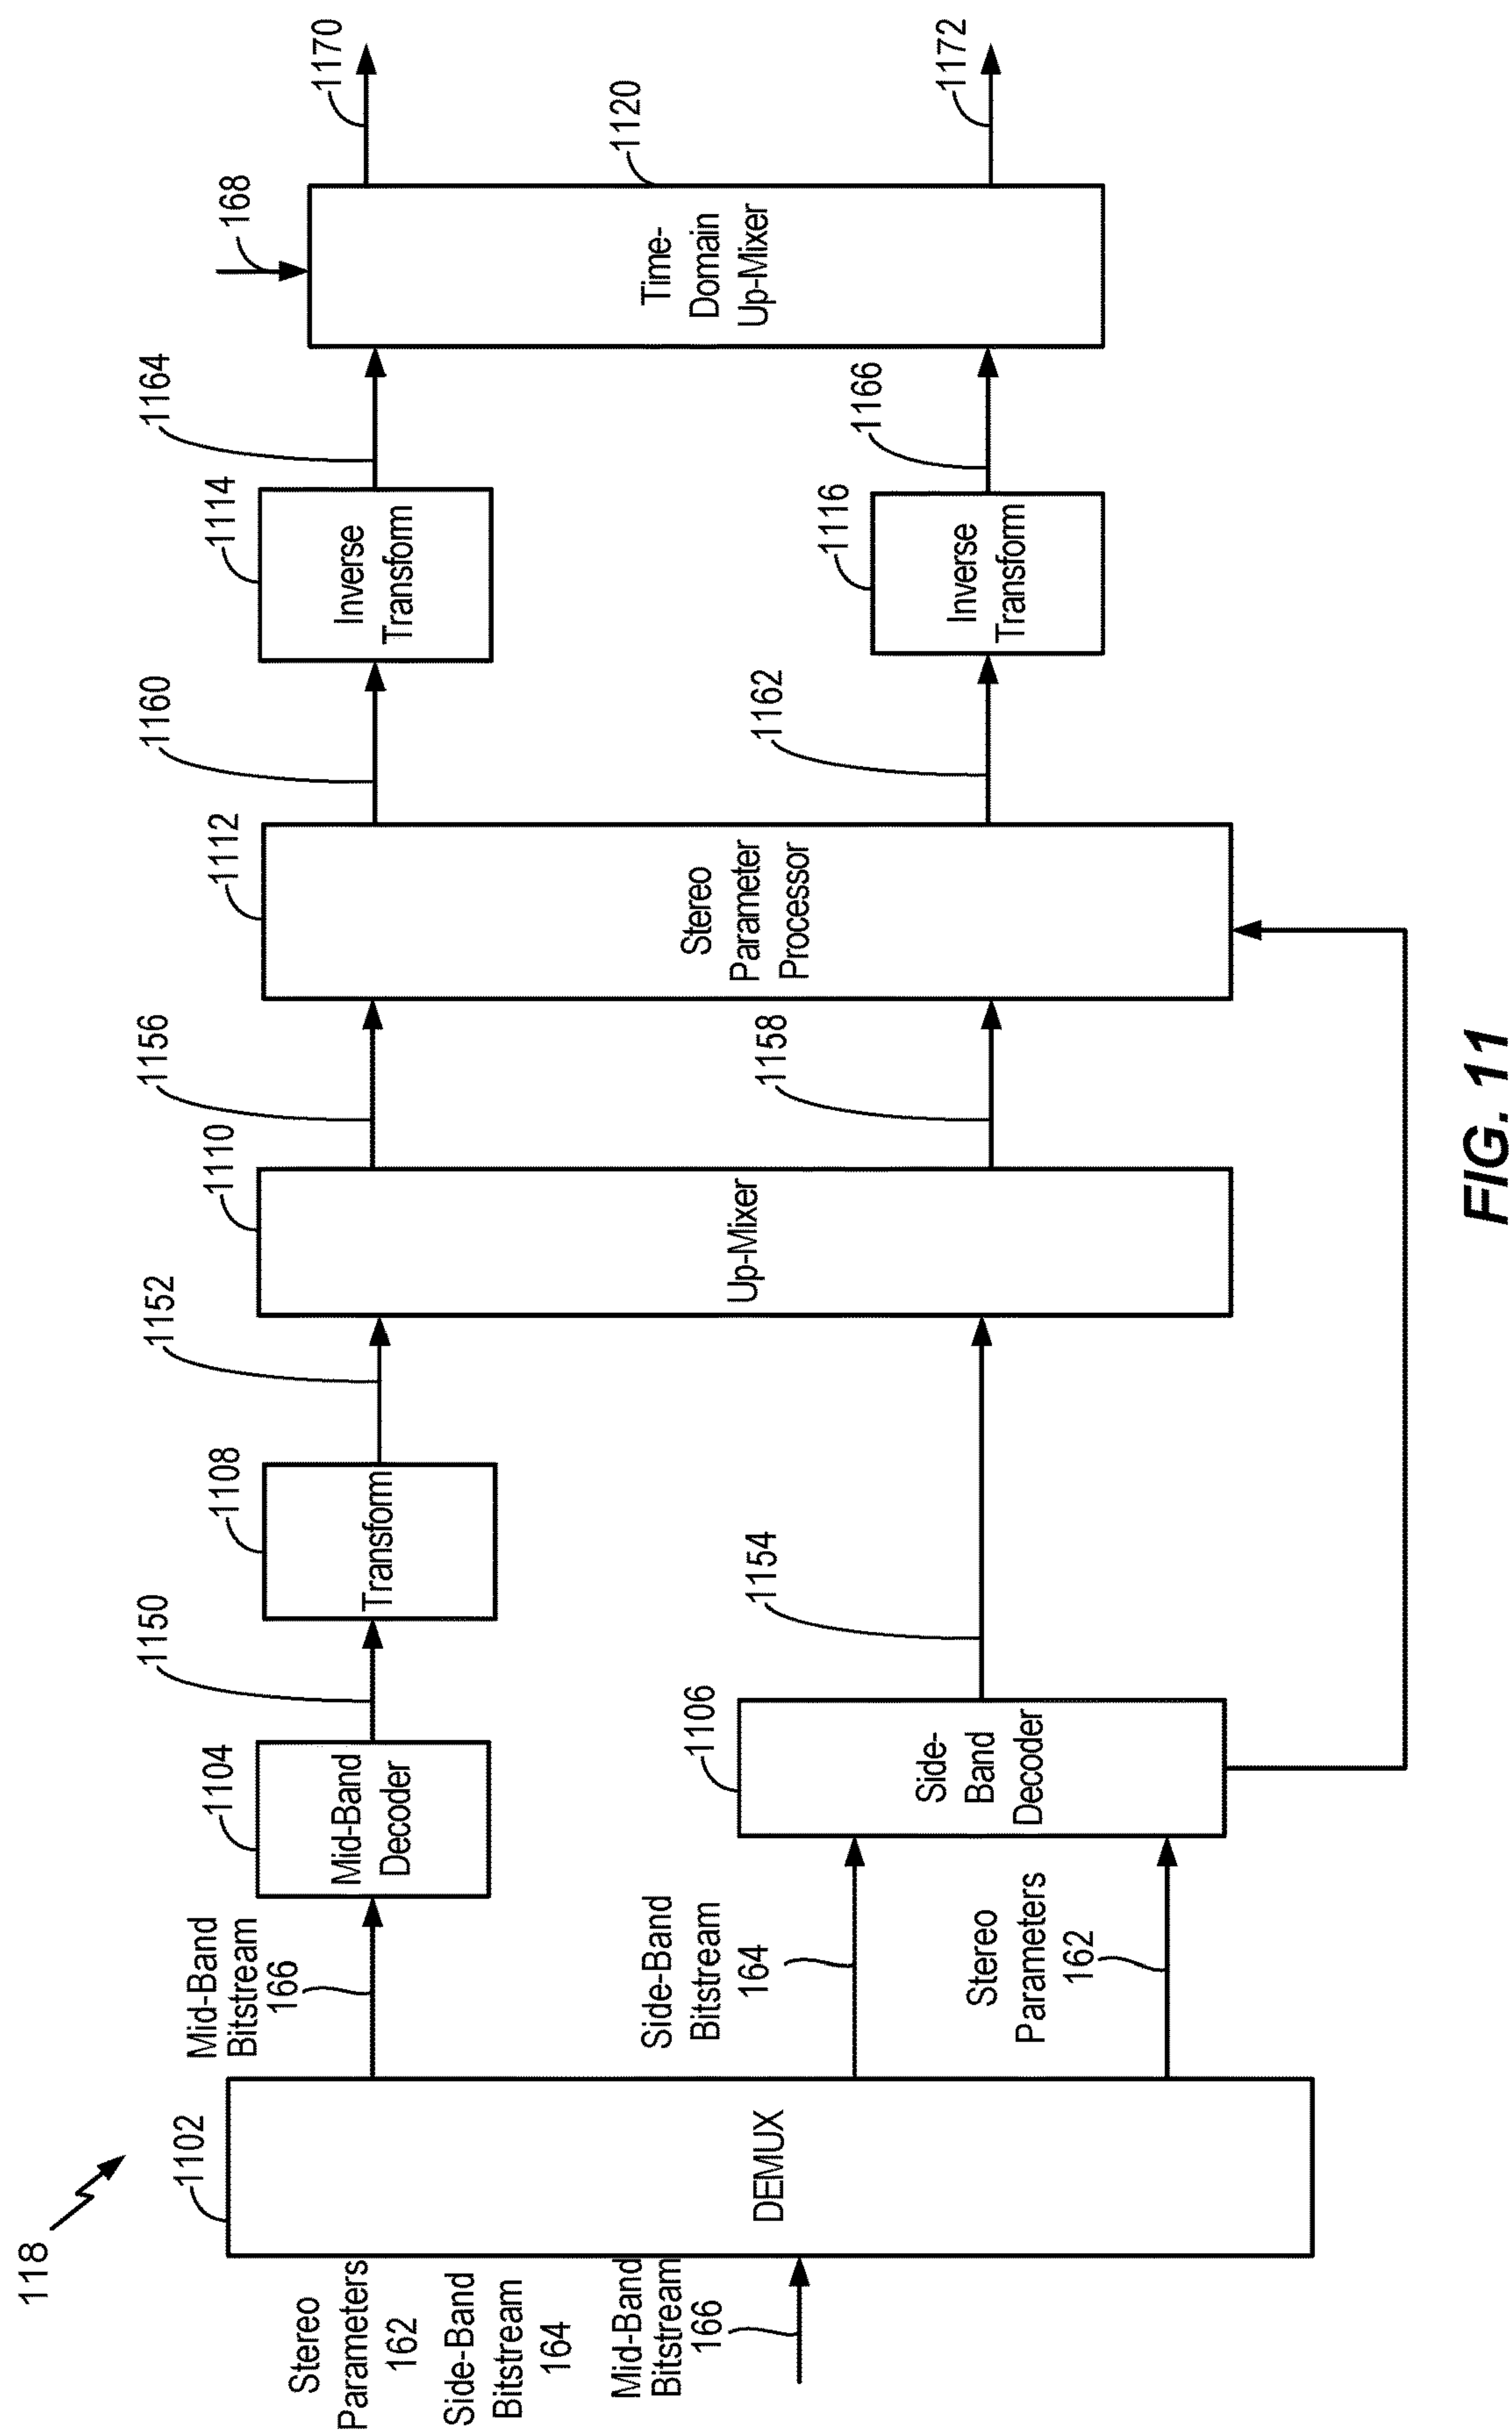 118
Stereo
Parameters
162
Side-Band
Bitstream
164
Mid-Band
Bitstream
166
1102
DEMUX
Mid-Band
Bitstream
166
Side-Band
Bitstream
164
Stereo
Parameters
162
1104
Mid-Band
Decoder
1106
Side-
Band
Decoder
1150
1108
Transform
1154
1152
1110
Up-Mixer
1156
1158
1112
Stereo
Parameter
Processor
1160
1162
1114
Inverse
Transform
1116
Inverse
Transform
1164
1166
168
Time-
Domain
Up-Mixer
1120
1170
1172
FIG. 11